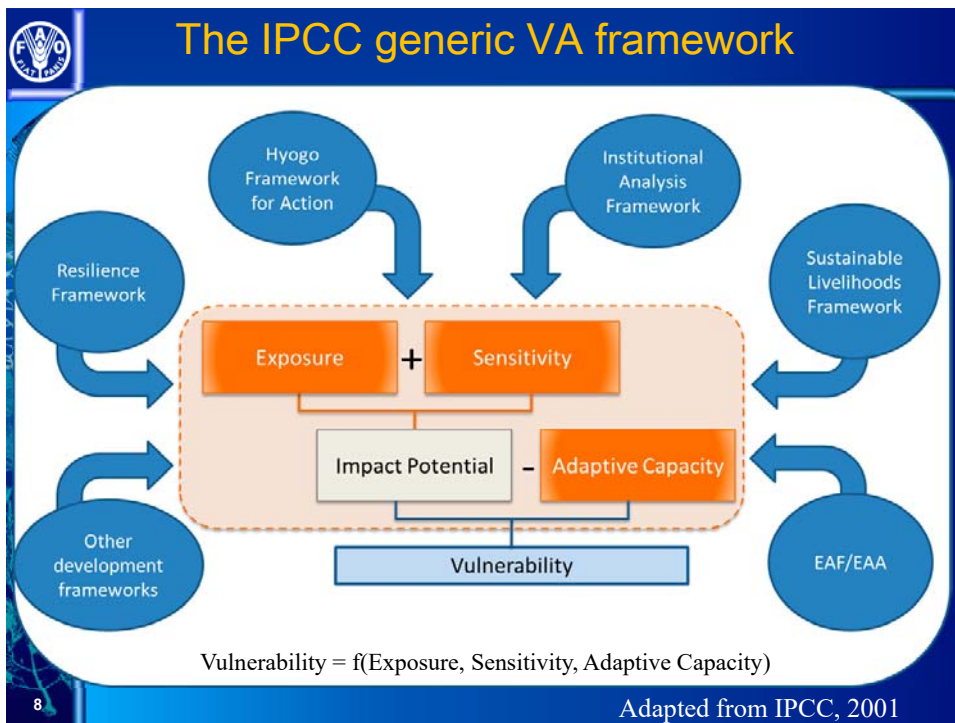 The IPCC generic VA framework
F A O
FIAT PANIS
Hyogo
Framework
for Action
Institutional
Analysis
Framework
Resilience
Framework
Sustainable
Livelihoods
Framework
Exposure + Sensitivity
Impact Potential - Adaptive Capacity
Vulnerability
Other
development
frameworks
EAF/EAA
Vulnerability = f(Exposure, Sensitivity, Adaptive Capacity)
8
Adapted from IPCC, 2001